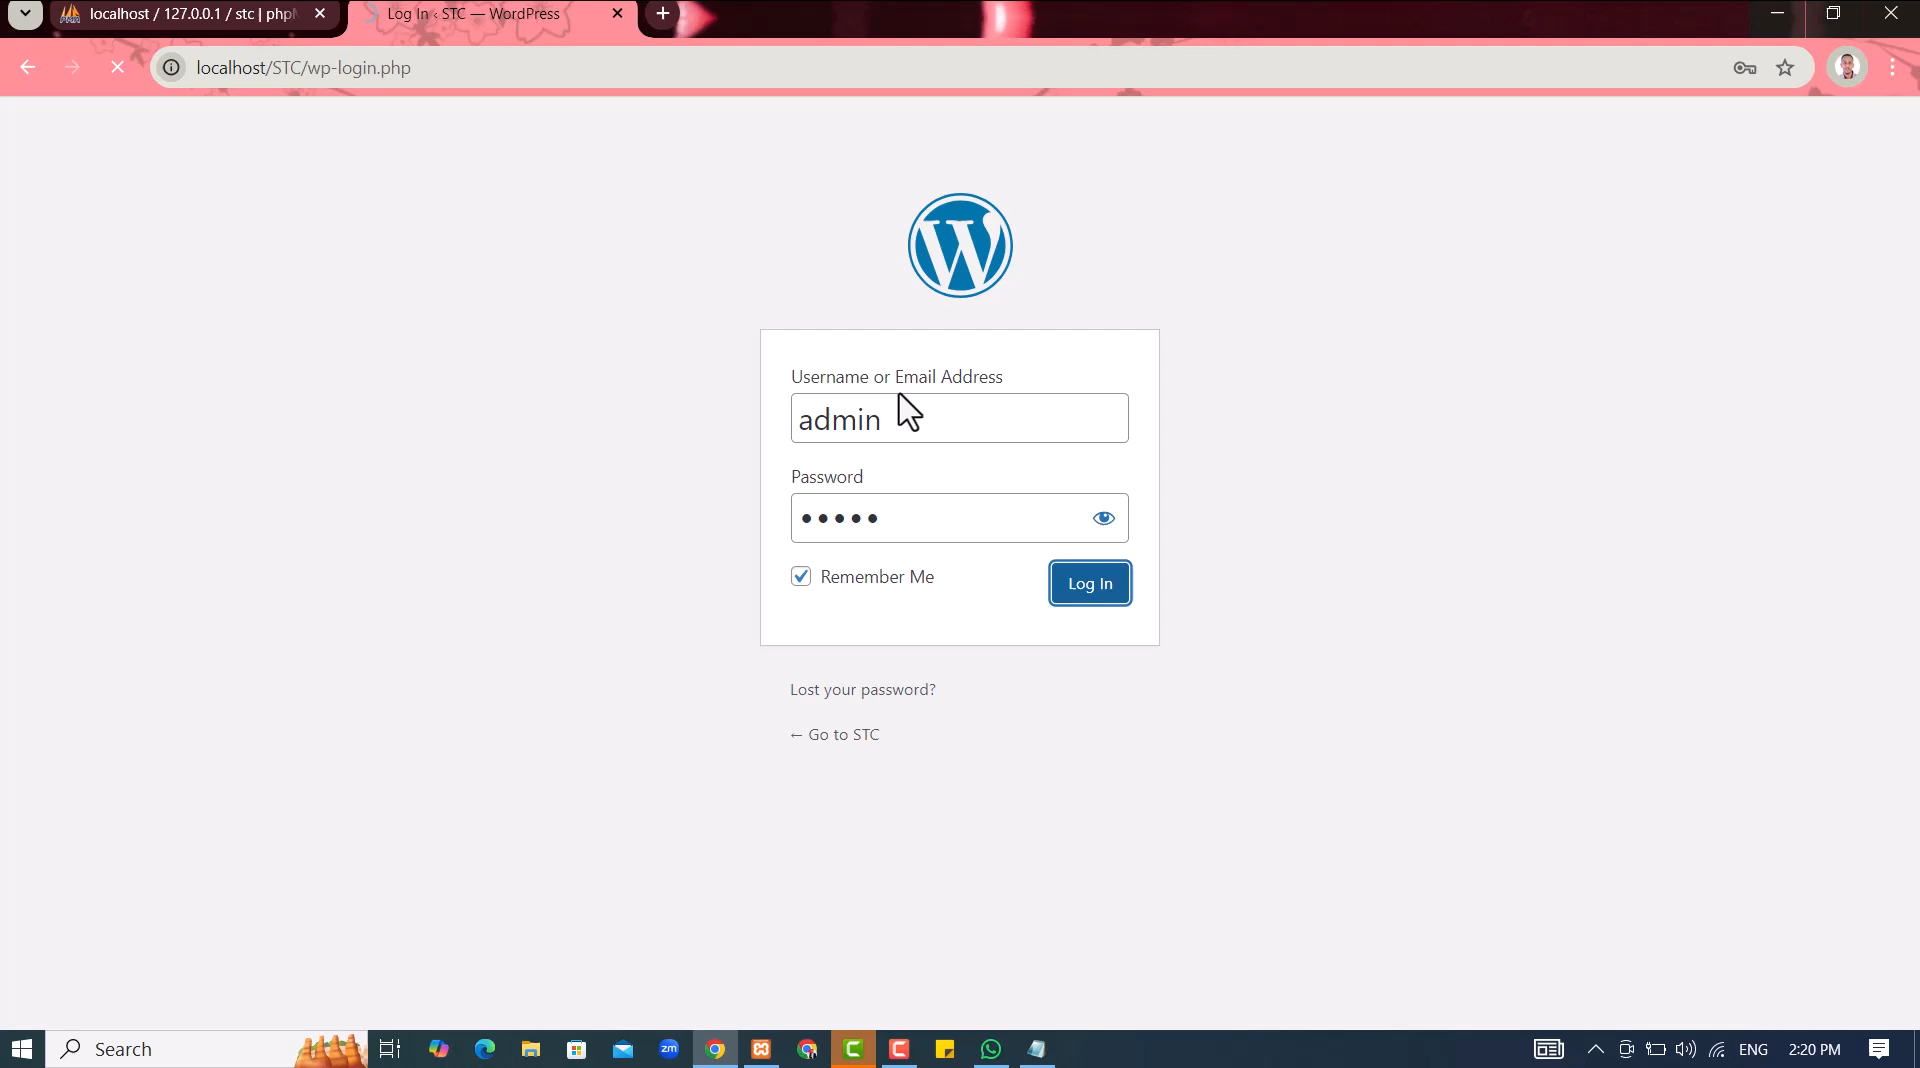 localhost / 127.0.0.1 / stc | php
Log In ‹ STC — WordPress
localhost/STC/wp-login.php
Username or Email Address
admin
Password
Remember Me
Log In
Lost your password?
← Go to STC
Search
zm
ENG
2:20 PM